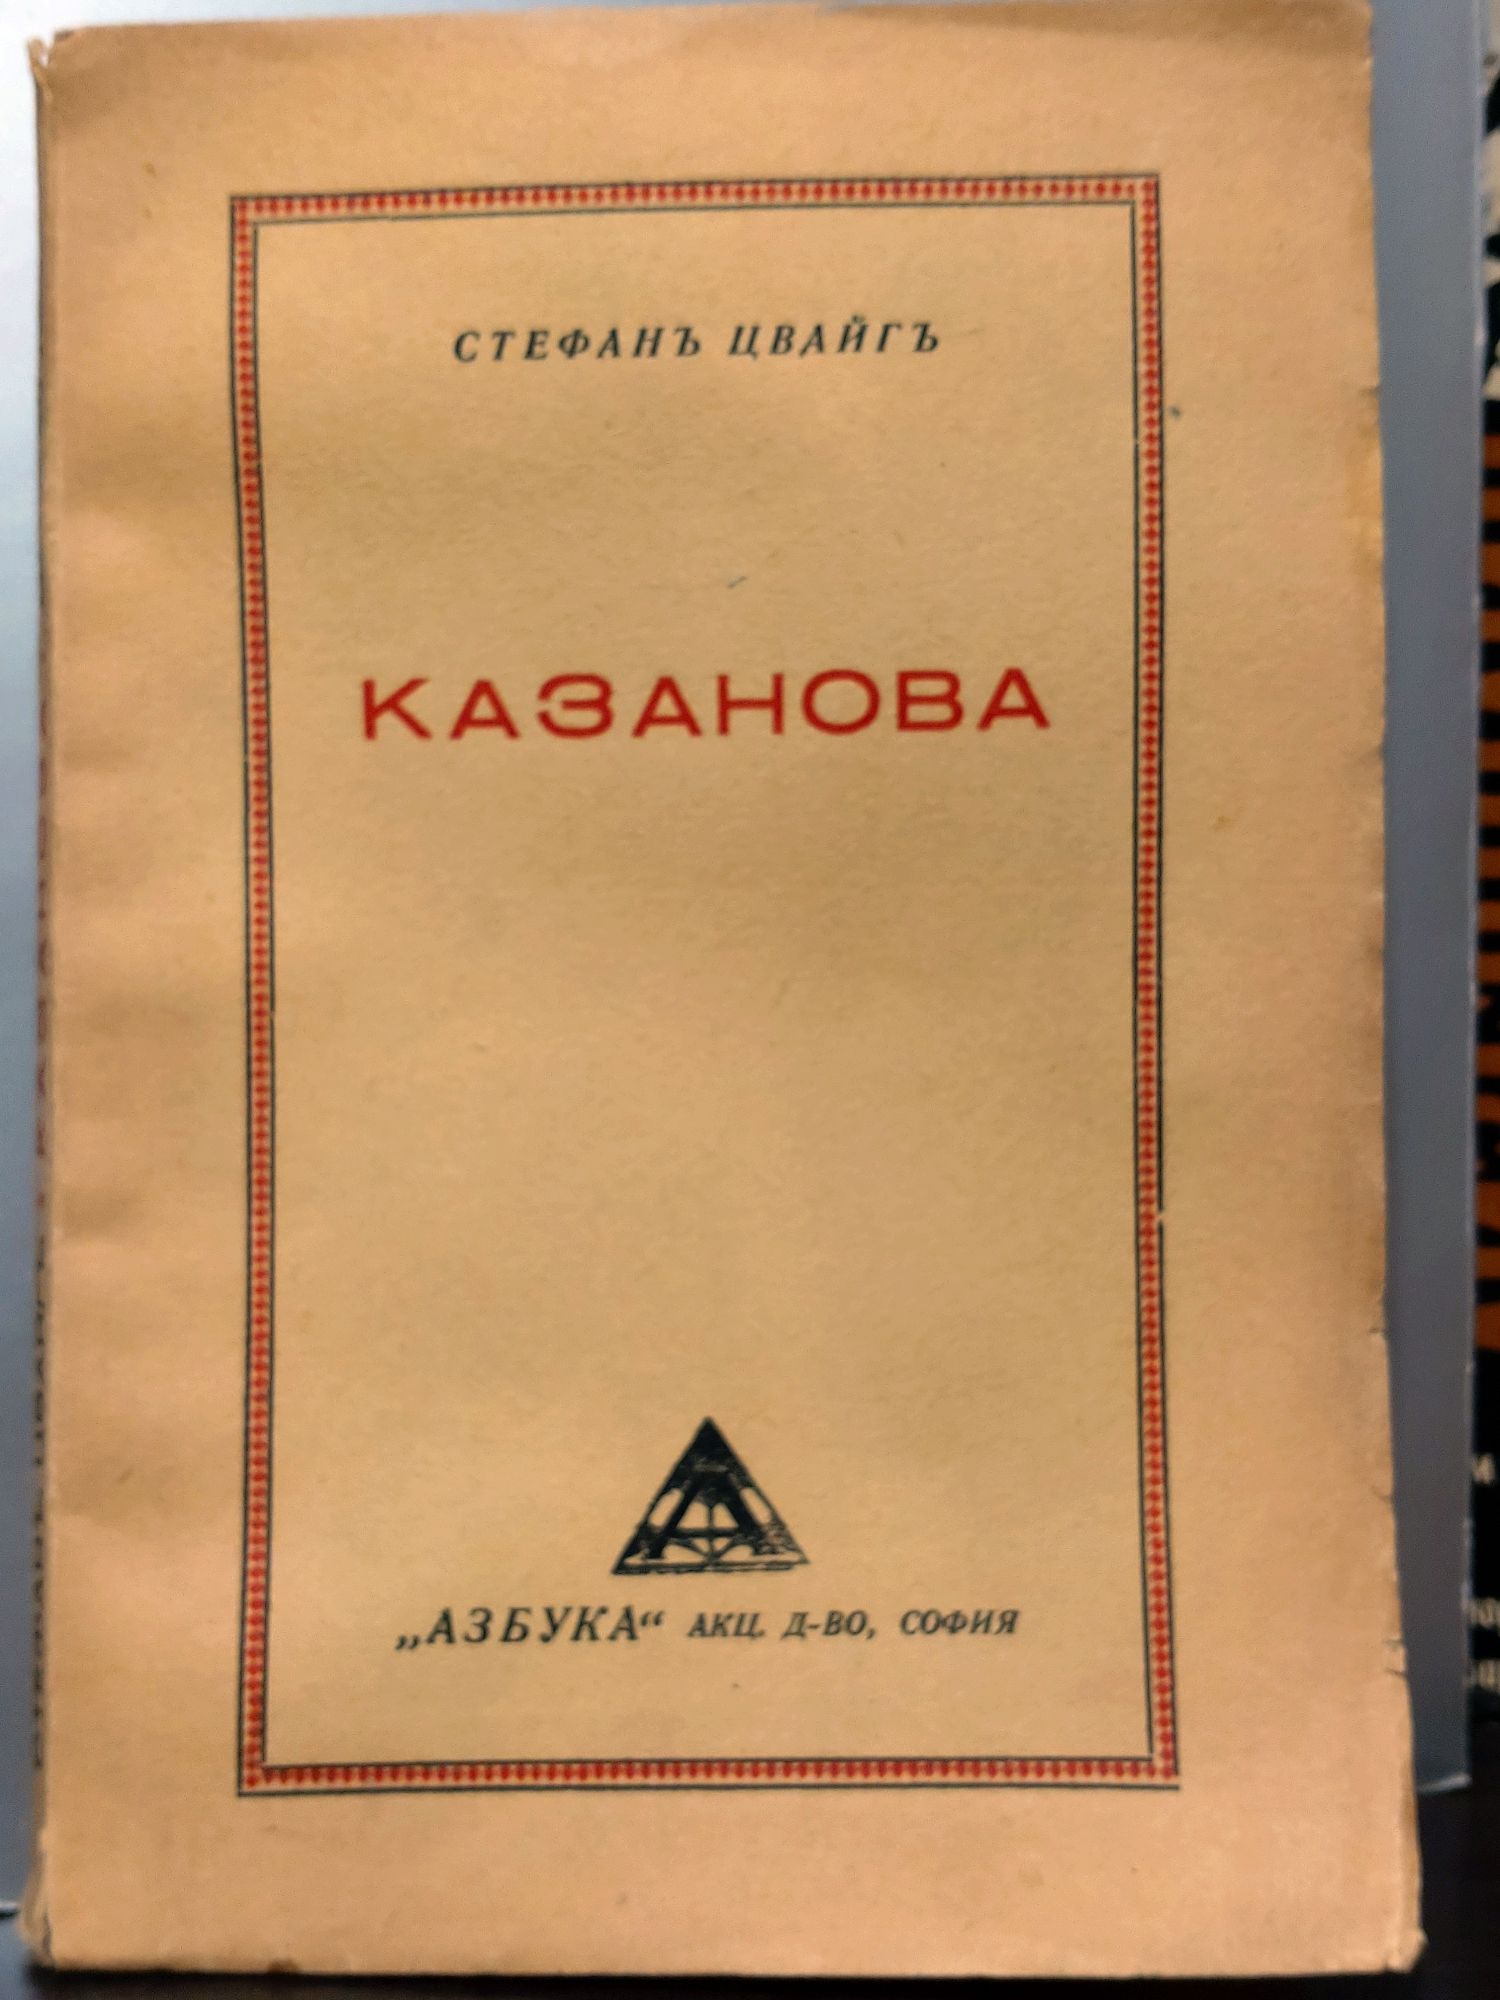 СТЕФАНЪ ЦВАЙГЪ
КАЗАНОВА
А
„АЗБУКА“ АКЦ. Д-ВО, СОФИЯ